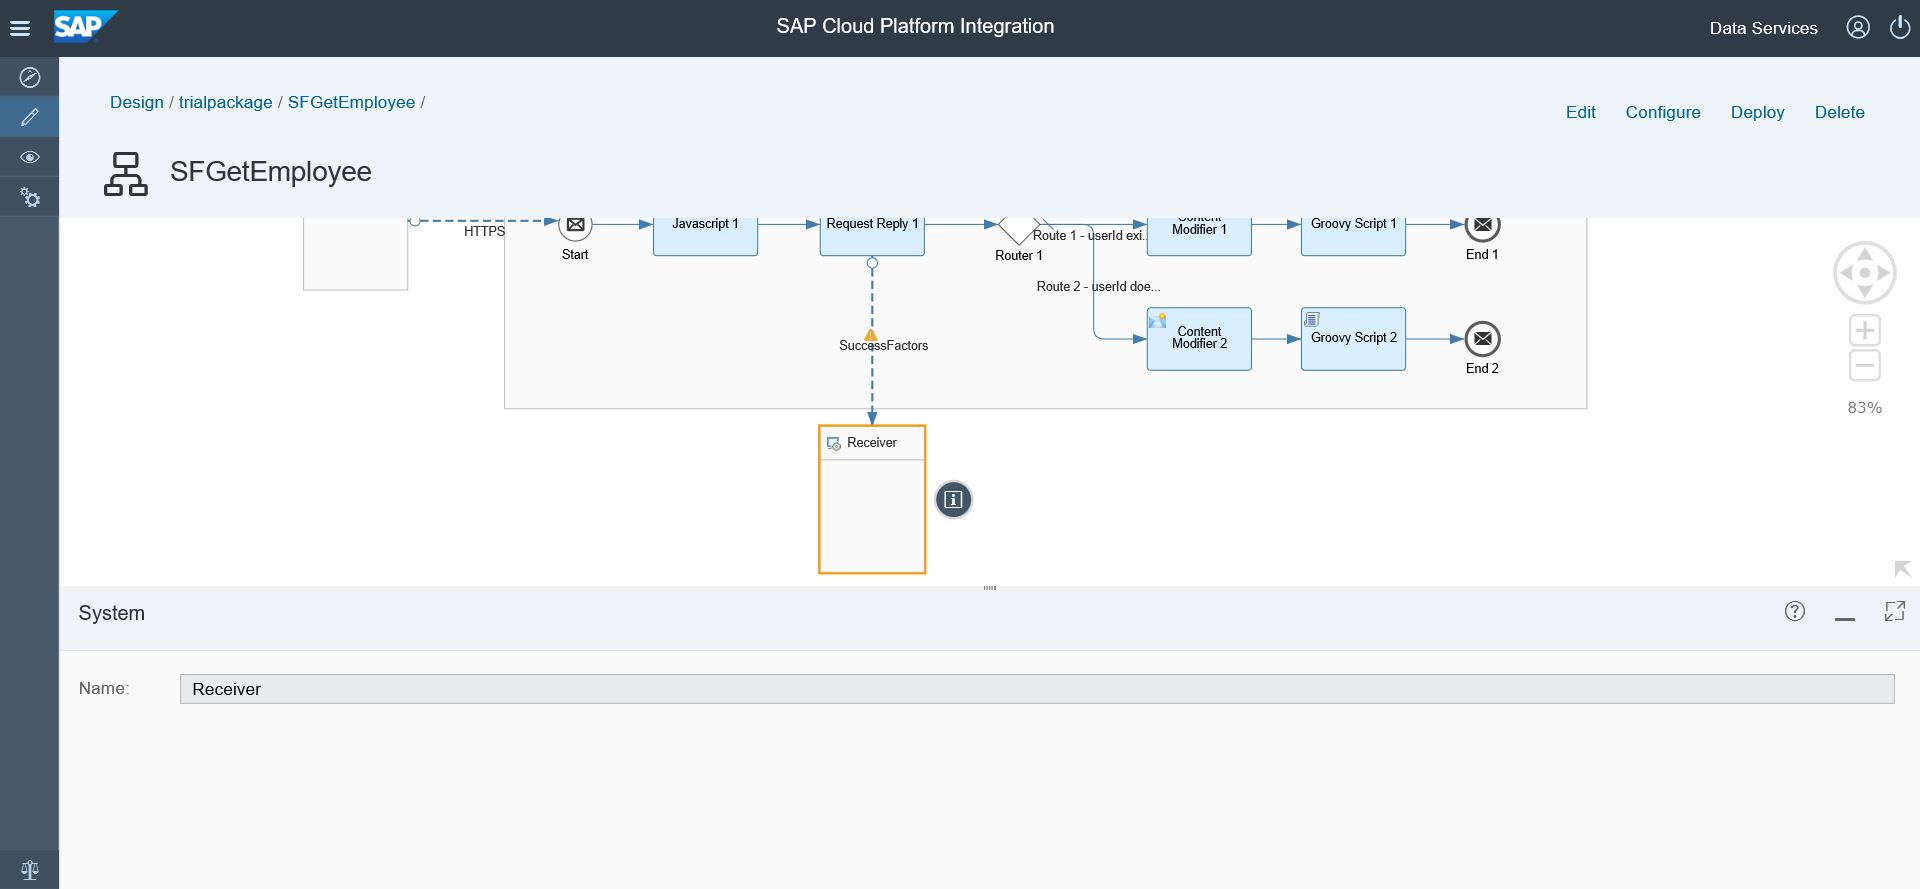 SAP
SAP Cloud Platform Integration
Data Services
Design / trialpackage / SFGetEmployee /
Edit
Configure
Deploy
Delete
SFGetEmployee
HTTPS
Start
Javascript 1
Request Reply 1
Router 1
Route 1 - userId exi...
Content
Modifier 1
Groovy Script 1
End 1
Route 2 - userId doe...
Content
Modifier 2
Groovy Script 2
End 2
SuccessFactors
83%
Receiver
System
Name:
Receiver